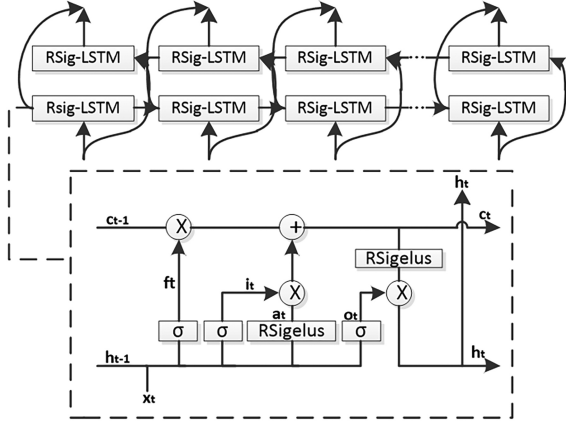 RSig-LSTM RSig-LSTM RSig-LSTM RSig-LSTM
Rsig-LSTM RSig-LSTM RSig-LSTM RSig-LSTM
ht
ct-1 X + ct
RSigelus
ft it X X
at ot
σ σ RSigelus σ
ht-1 ht
xt